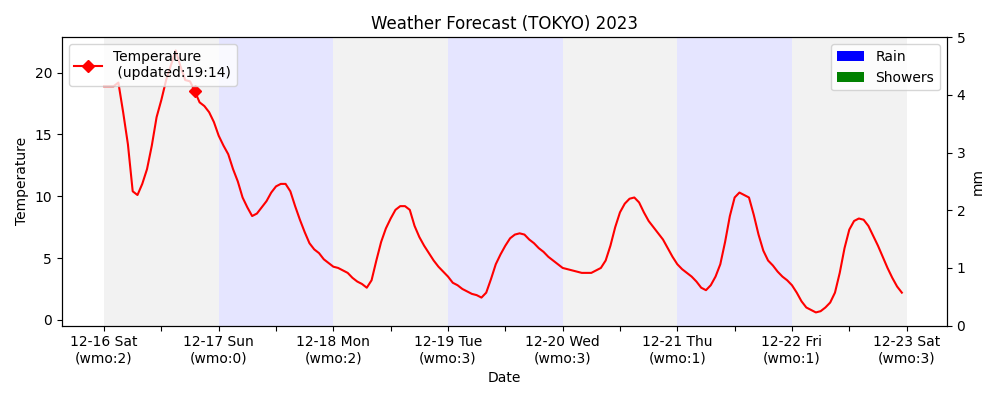 Weather Forecast (TOKYO) 2023
Temperature
(updated:19:14)
Rain
Showers
20
15
10
5
0
5
4
3
2
1
0
Temperature
mm
12-16 Sat
(wmo:2)
12-17 Sun
(wmo:0)
12-18 Mon
(wmo:2)
12-19 Tue
(wmo:3)
12-20 Wed
(wmo:3)
12-21 Thu
(wmo:1)
12-22 Fri
(wmo:1)
12-23 Sat
(wmo:3)
Date